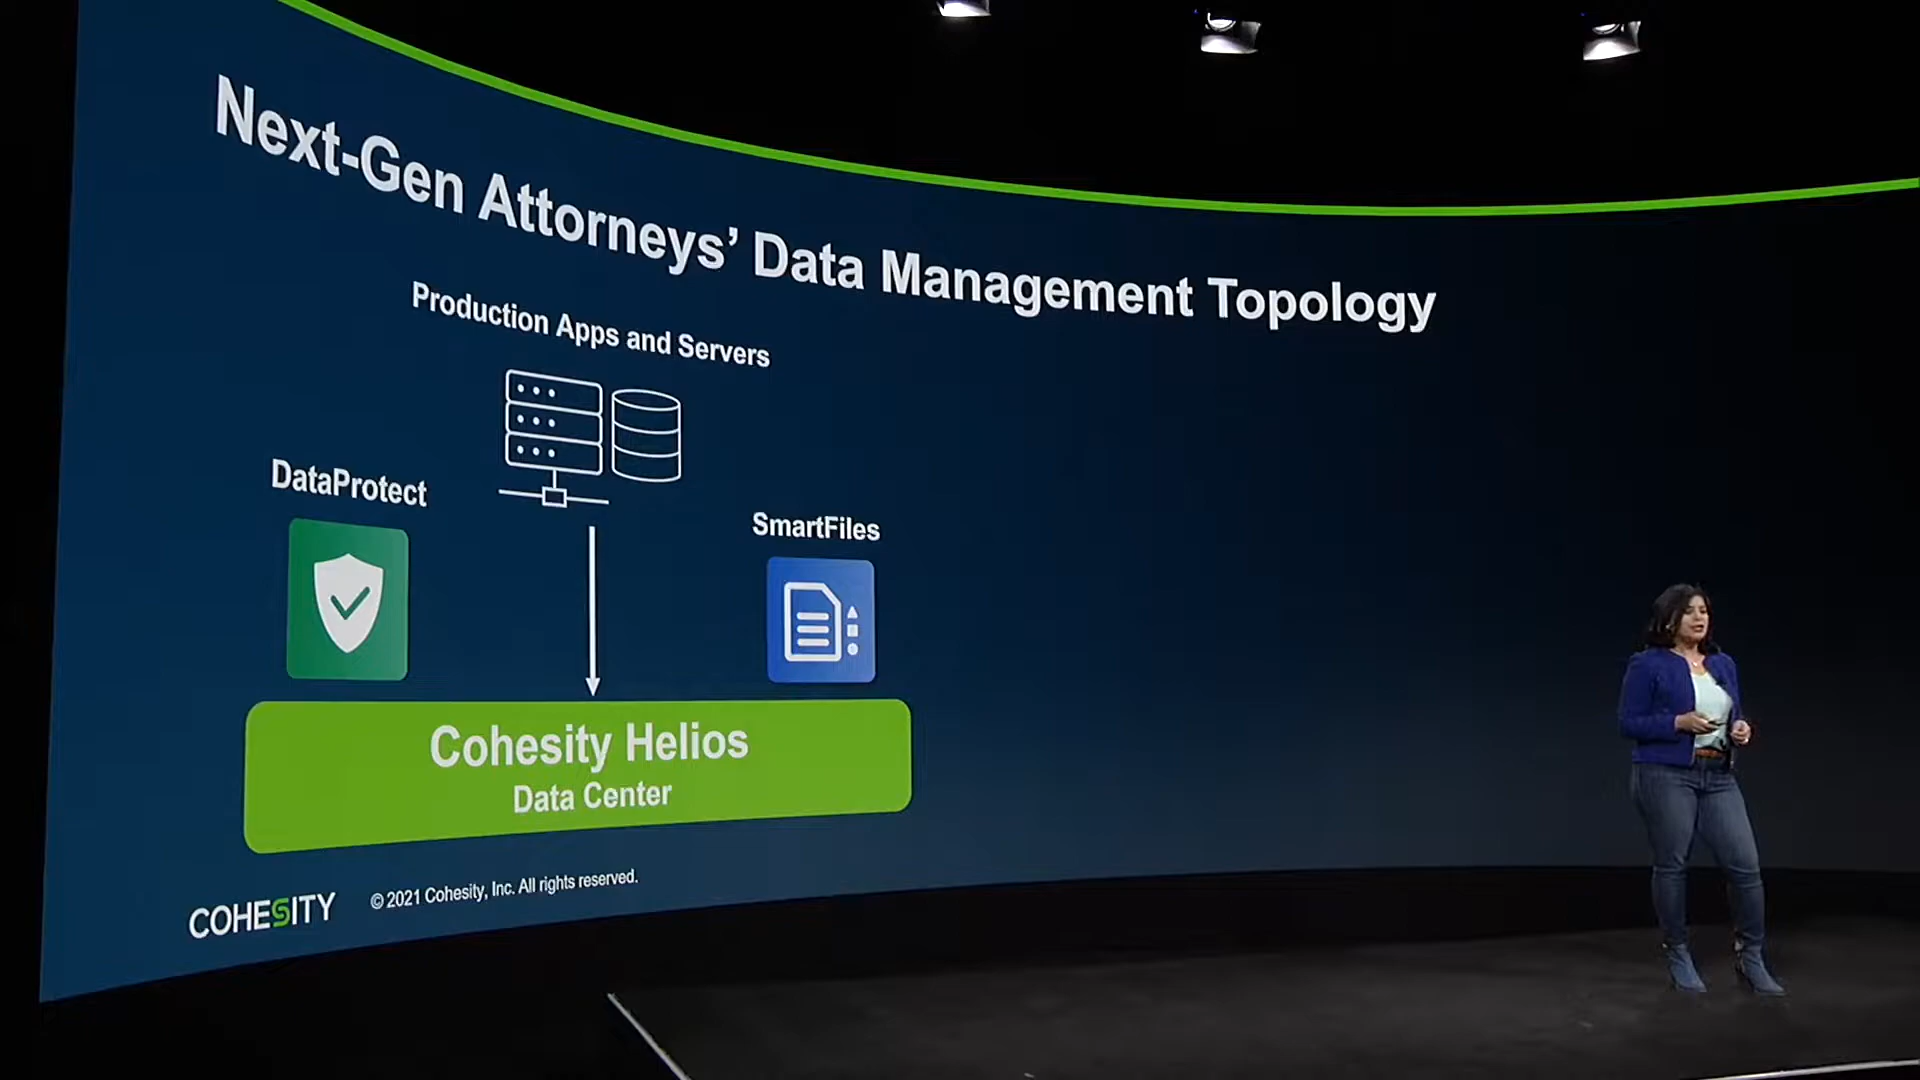 Next-Gen Attorneys’ Data Management Topology
Production Apps and Servers
DataProtect
SmartFiles
Cohesity Helios
Data Center
COHESITY
© 2021 Cohesity, Inc. All rights reserved.